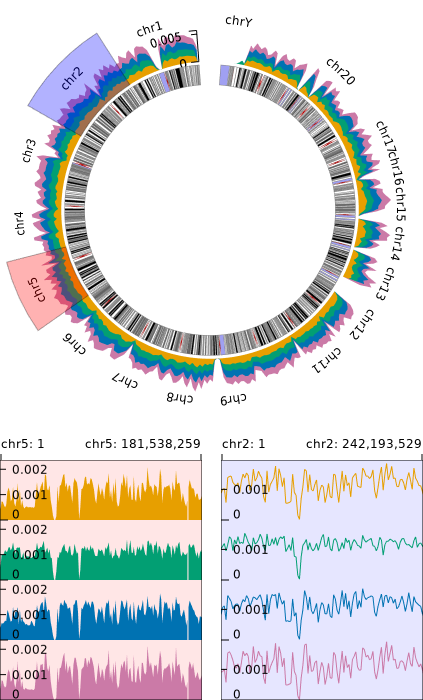 chrY
chr1
0.005
0
chr2
chr20
chr3
chr17
chr16
chr15
chr4
chr14
chr5
chr13
chr6
chr12
chr7
chr11
chr8
chr9
chr5: 1 chr5: 181,538,259
chr2: 1 chr2: 242,193,529
0.002
0.001
0
0.002
0.001
0
0.002
0.001
0
0.002
0.001
0.001
0
0.001
0
0.001
0
0.001